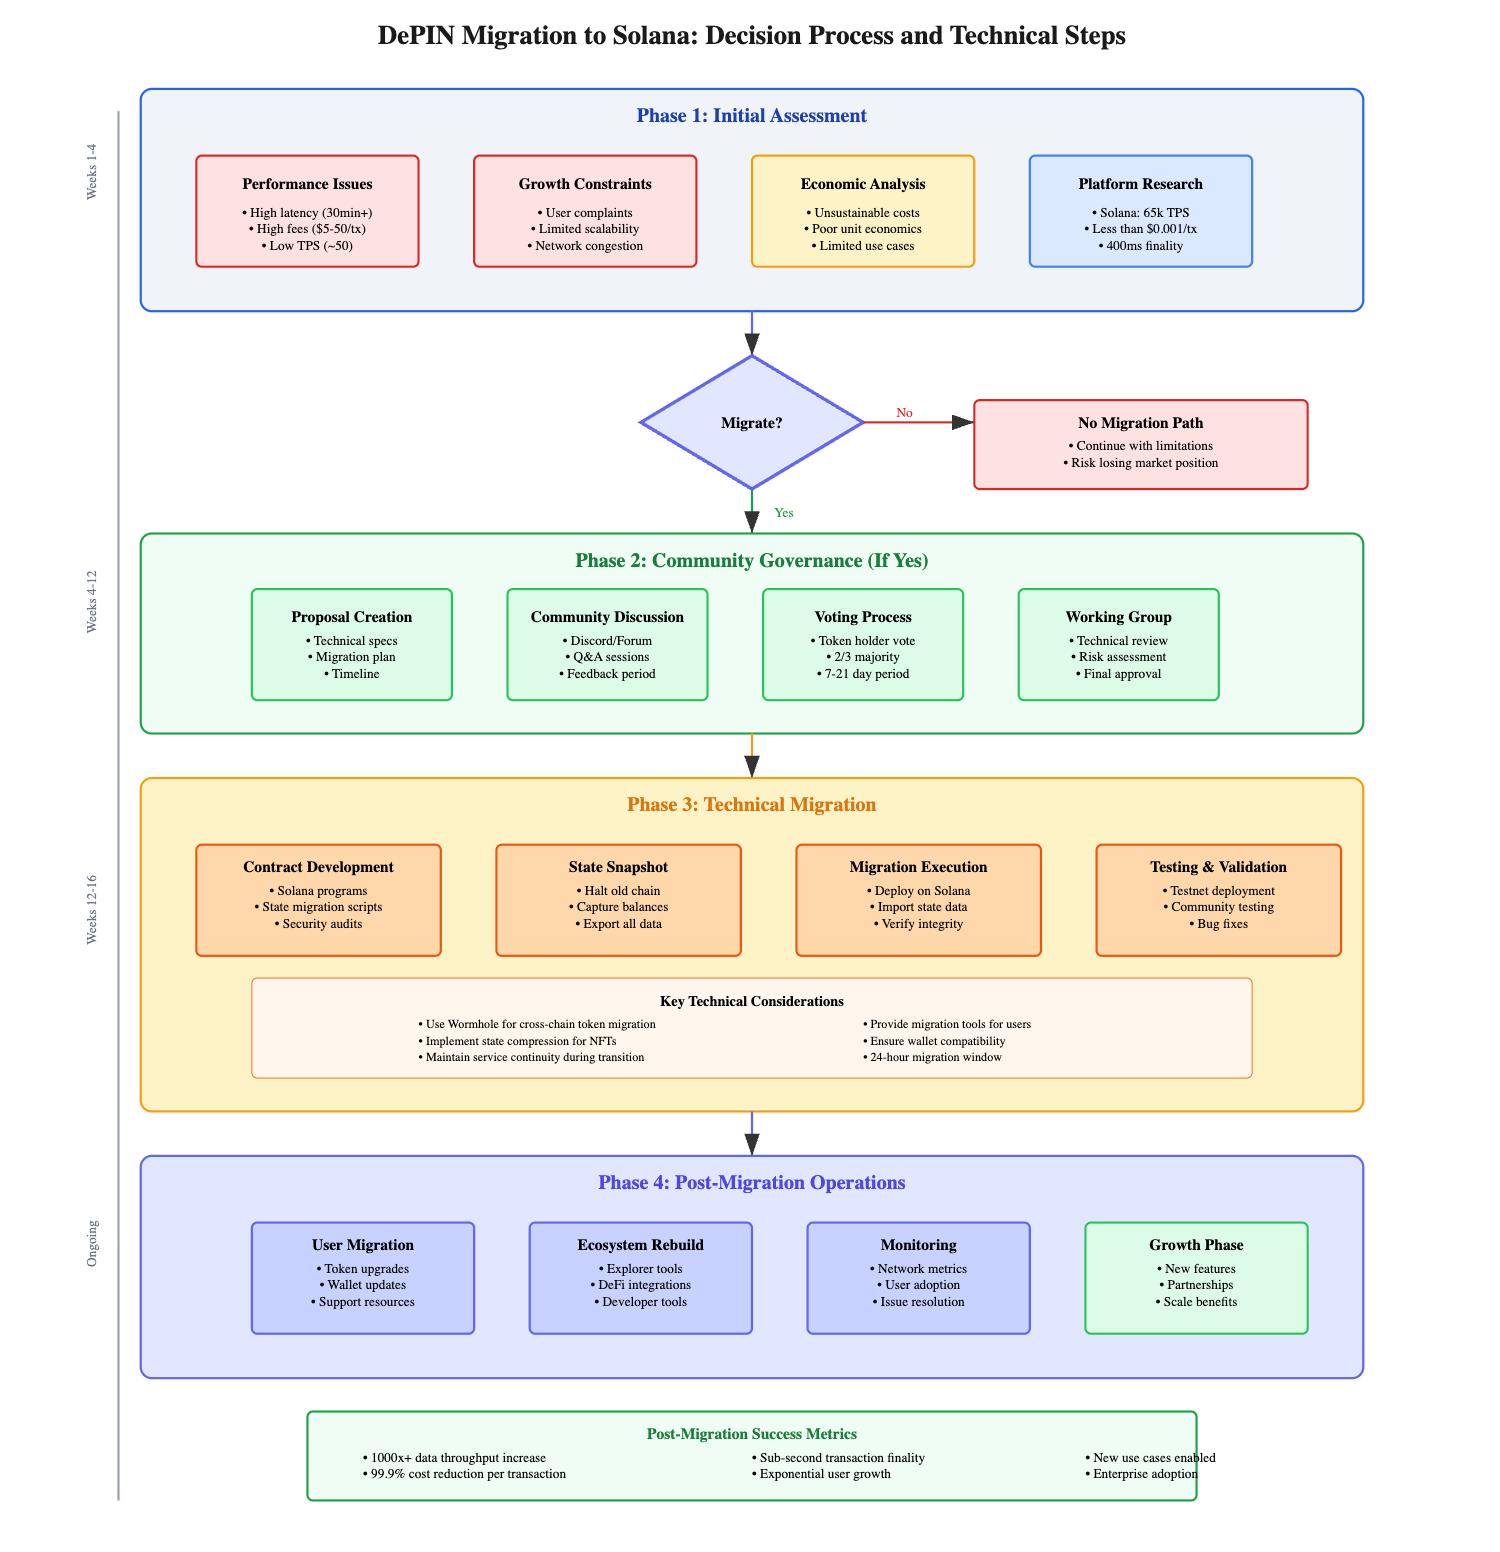 DePIN Migration to Solana: Decision Process and Technical Steps
Weeks 1-4
Phase 1: Initial Assessment
Performance Issues
• High latency (30min+)
• High fees ($5-50/tx)
• Low TPS (~50)
Growth Constraints
• User complaints
• Limited scalability
• Network congestion
Economic Analysis
• Unsustainable costs
• Poor unit economics
• Limited use cases
Platform Research
• Solana: 65k TPS
• Less than $0.001/tx
• 400ms finality
Migrate?
No
No Migration Path
• Continue with limitations
• Risk losing market position
Yes
Weeks 4-12
Phase 2: Community Governance (If Yes)
Proposal Creation
• Technical specs
• Migration plan
• Timeline
Community Discussion
• Discord/Forum
• Q&A sessions
• Feedback period
Voting Process
• Token holder vote
• 2/3 majority
• 7-21 day period
Working Group
• Technical review
• Risk assessment
• Final approval
Weeks 12-16
Phase 3: Technical Migration
Contract Development
• Solana programs
• State migration scripts
• Security audits
State Snapshot
• Halt old chain
• Capture balances
• Export all data
Migration Execution
• Deploy on Solana
• Import state data
• Verify integrity
Testing & Validation
• Testnet deployment
• Community testing
• Bug fixes
Key Technical Considerations
• Use Wormhole for cross-chain token migration
• Implement state compression for NFTs
• Maintain service continuity during transition
• Provide migration tools for users
• Ensure wallet compatibility
• 24-hour migration window
Ongoing
Phase 4: Post-Migration Operations
User Migration
• Token upgrades
• Wallet updates
• Support resources
Ecosystem Rebuild
• Explorer tools
• DeFi integrations
• Developer tools
Monitoring
• Network metrics
• User adoption
• Issue resolution
Growth Phase
• New features
• Partnerships
• Scale benefits
Post-Migration Success Metrics
• 1000x+ data throughput increase
• 99.9% cost reduction per transaction
• Sub-second transaction finality
• Exponential user growth
• New use cases enabled
• Enterprise adoption